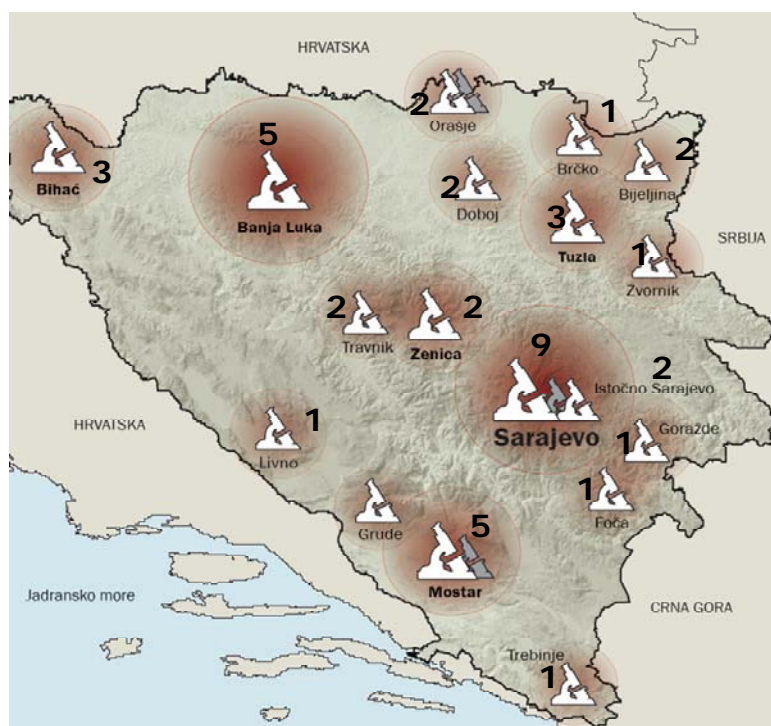 HRVATSKA
2
Orašje
1
Brčko
2
Bijeljina
3
Bihać
5
Banja Luka
2
Doboj
3
Tuzla
SRBIJA
1
Zvornik
2
Travnik
2
Zenica
9
Sarajevo
2
Istočno Sarajevo
HRVATSKA
1
Livno
Goražde
1
1
Foča
Grude
5
Mostar
Jadransko more
CRNA GORA
Trebinje
1